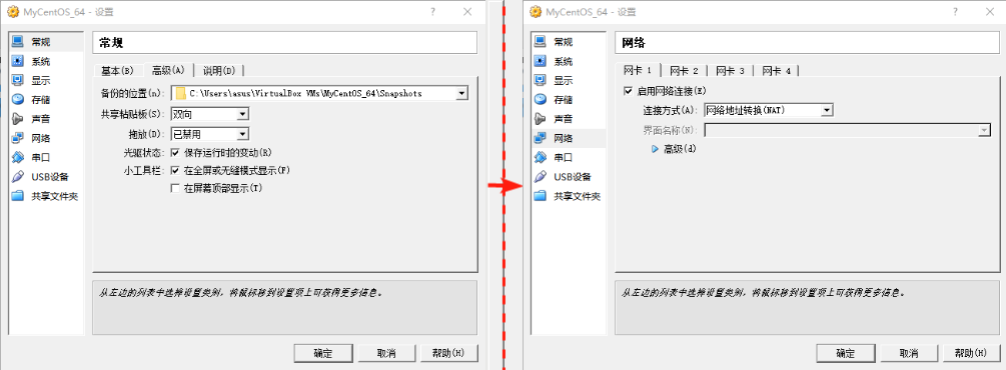 MyCentOS_64 - 设置
常规
系统
显示
存储
声音
网络
串口
USB设备
共享文件夹
常规
基本(B) 高级(A) 说明(D)
备份的位置(n): C:\Users\asus\VirtualBox VMs\MyCentOS_64\Snapshots
共享粘贴板(S): 双向
拖放(D): 已禁用
光驱状态: 保存运行时的变动(R)
小工具栏: 在全屏或无缝模式显示(F)
在屏幕顶部显示(T)
从左边的列表中选择设置类别，将鼠标移到设置项上可获得更多信息。
确定 取消 帮助(H)
MyCentOS_64 - 设置
常规
系统
显示
存储
声音
网络
串口
USB设备
共享文件夹
网络
网卡 1 网卡 2 网卡 3 网卡 4
启用网络连接(E)
连接方式(A): 网络地址转换(NAT)
界面名称(N):
高级(d)
从左边的列表中选择设置类别，将鼠标移到设置项上可获得更多信息。
确定 取消 帮助(H)